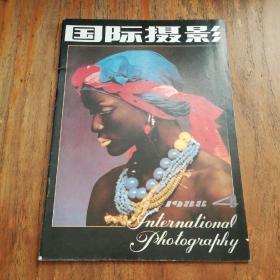 国际摄影
1988 4
International
Photography